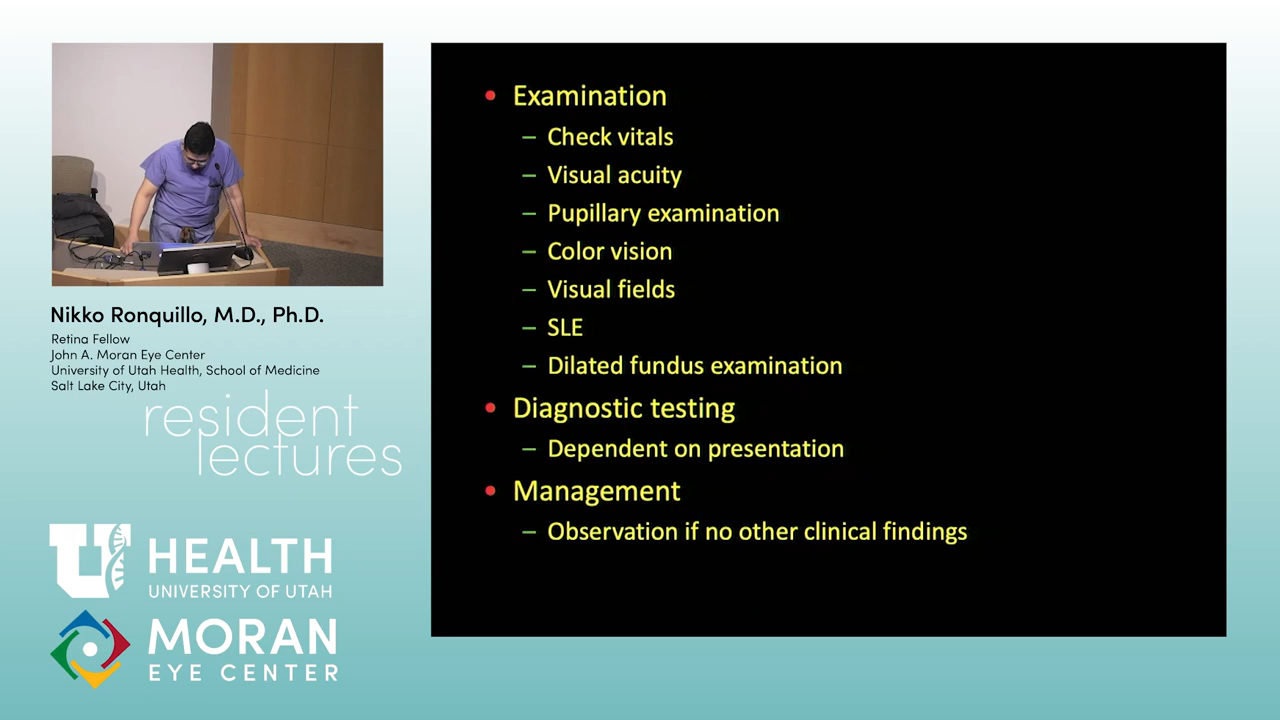 Nikko Ronquillo, M.D., Ph.D.
Retina Fellow
John A. Moran Eye Center
University of Utah Health, School of Medicine
Salt Lake City, Utah
resident
lectures
U HEALTH
UNIVERSITY OF UTAH
MORAN
EYE CENTER
• Examination
– Check vitals
– Visual acuity
– Pupillary examination
– Color vision
– Visual fields
– SLE
– Dilated fundus examination
• Diagnostic testing
– Dependent on presentation
• Management
– Observation if no other clinical findings